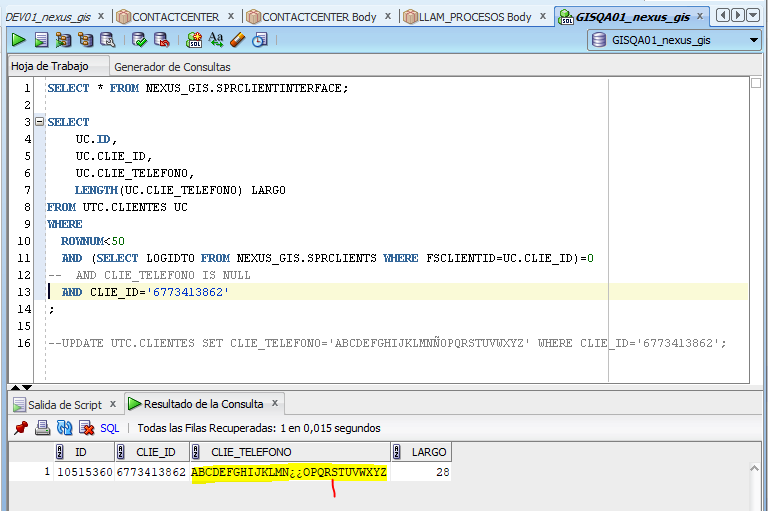 DEV01_nexus_gis x CONTACTCENTER x CONTACTCENTER Body x LLAM_PROCESOS Body x GISQA01_nexus_gis x
GISQA01_nexus_gis
Hoja de Trabajo Generador de Consultas
1 SELECT * FROM NEXUS_GIS.SPRCLIENTINTERFACE;
2
3 SELECT
4 UC.ID,
5 UC.CLIE_ID,
6 UC.CLIE_TELEFONO,
7 LENGTH(UC.CLIE_TELEFONO) LARGO
8 FROM UTC.CLIENTES UC
9 WHERE
10 ROWNUM<50
11 AND (SELECT LOGIDTO FROM NEXUS_GIS.SPRCLIENTS WHERE FSCLIENTID=UC.CLIE_ID)=0
12 -- AND CLIE_TELEFONO IS NULL
13 AND CLIE_ID='6773413862'
14 ;
15
16 --UPDATE UTC.CLIENTES SET CLIE_TELEFONO='ABCDEFGHIJKLMNÑOPQRSTUVWXYZ' WHERE CLIE_ID='6773413862';
Salida de Script x Resultado de la Consulta x
SQL | Todas las Filas Recuperadas: 1 en 0,015 segundos
ID CLIE_ID CLIE_TELEFONO LARGO
1 10515360 6773413862 ABCDEFGHIJKLMN¿¿OPQRSTUVWXYZ 28